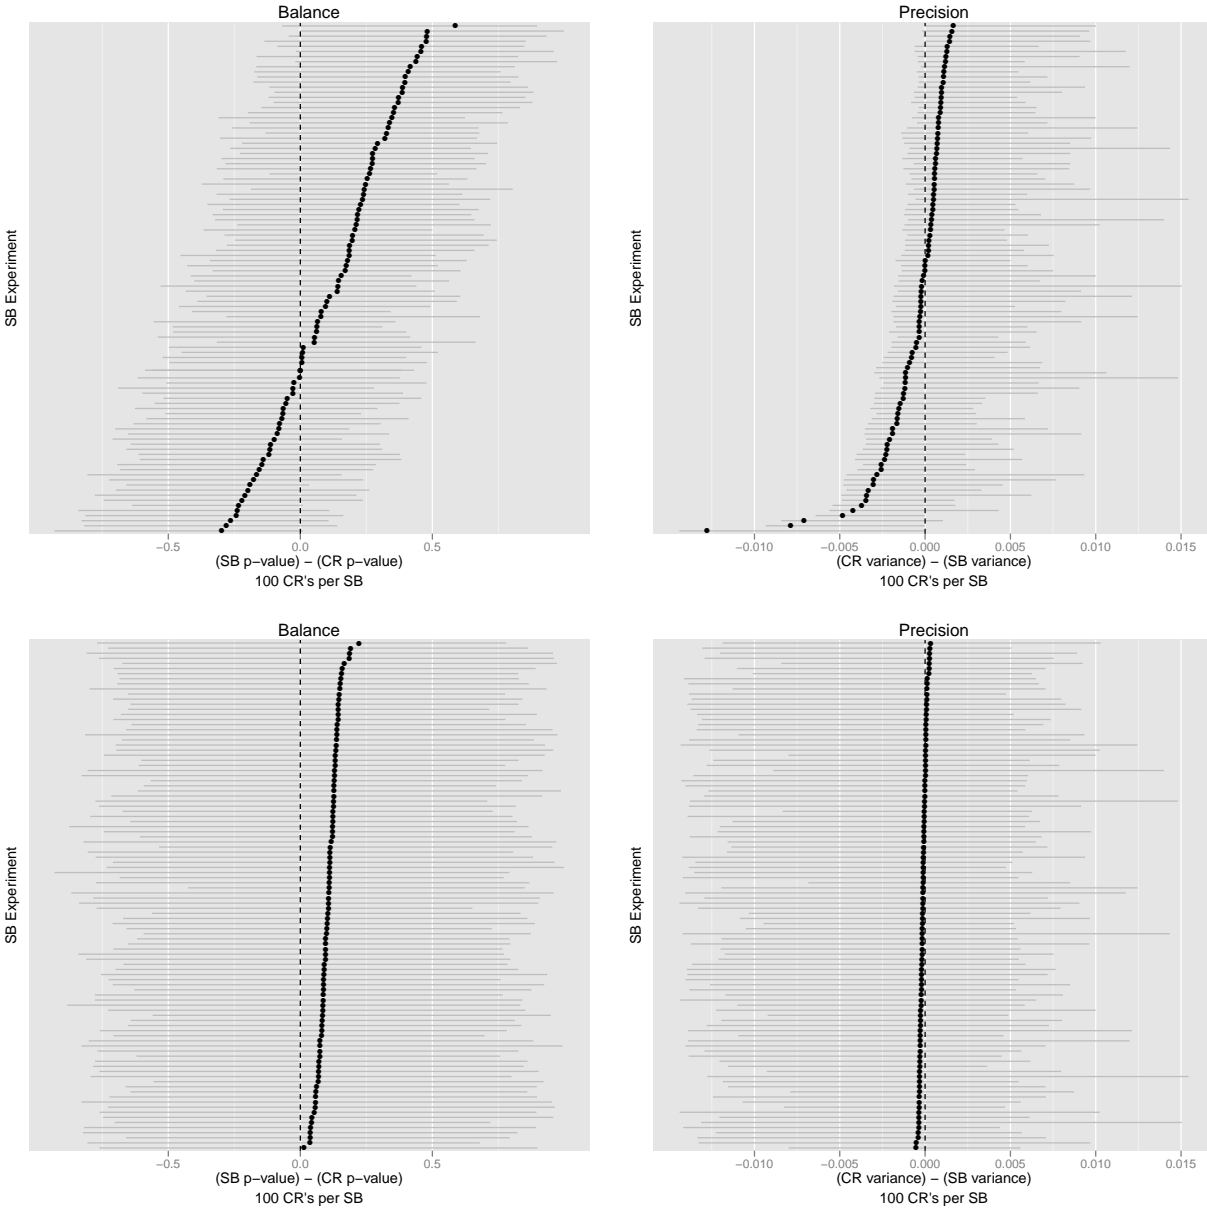 Balance
SB Experiment
−0.5 0.0 0.5
(SB p−value) − (CR p−value)
100 CR's per SB
Precision
SB Experiment
−0.010 −0.005 0.000 0.005 0.010 0.015
(CR variance) − (SB variance)
100 CR's per SB
Balance
SB Experiment
−0.5 0.0 0.5
(SB p−value) − (CR p−value)
100 CR's per SB
Precision
SB Experiment
−0.010 −0.005 0.000 0.005 0.010 0.015
(CR variance) − (SB variance)
100 CR's per SB